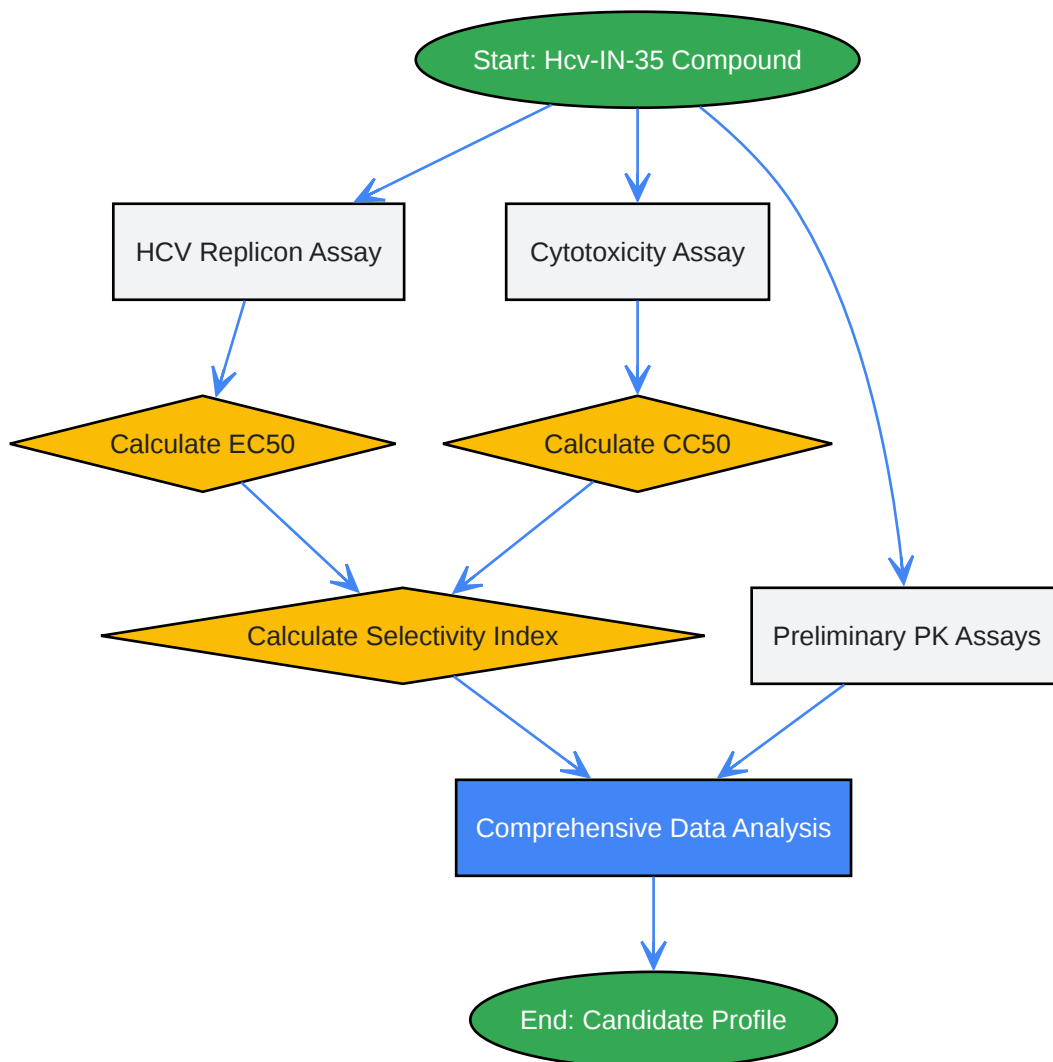 Start: Hcv-IN-35 Compound
HCV Replicon Assay
Cytotoxicity Assay
Calculate EC50
Calculate CC50
Calculate Selectivity Index
Preliminary PK Assays
Comprehensive Data Analysis
End: Candidate Profile